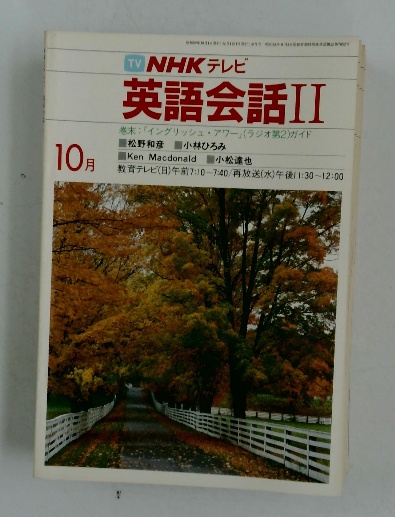 TV NHKテレビ
英語会話II
巻末:「イングリッシュ・アワー」(ラジオ第2)ガイド
■松野和彦 ■小林ひろみ
■Ken Macdonald ■小松達也
教育テレビ(日)午前7:10〜7:40/再放送(水)午後11:30〜12:00
10月